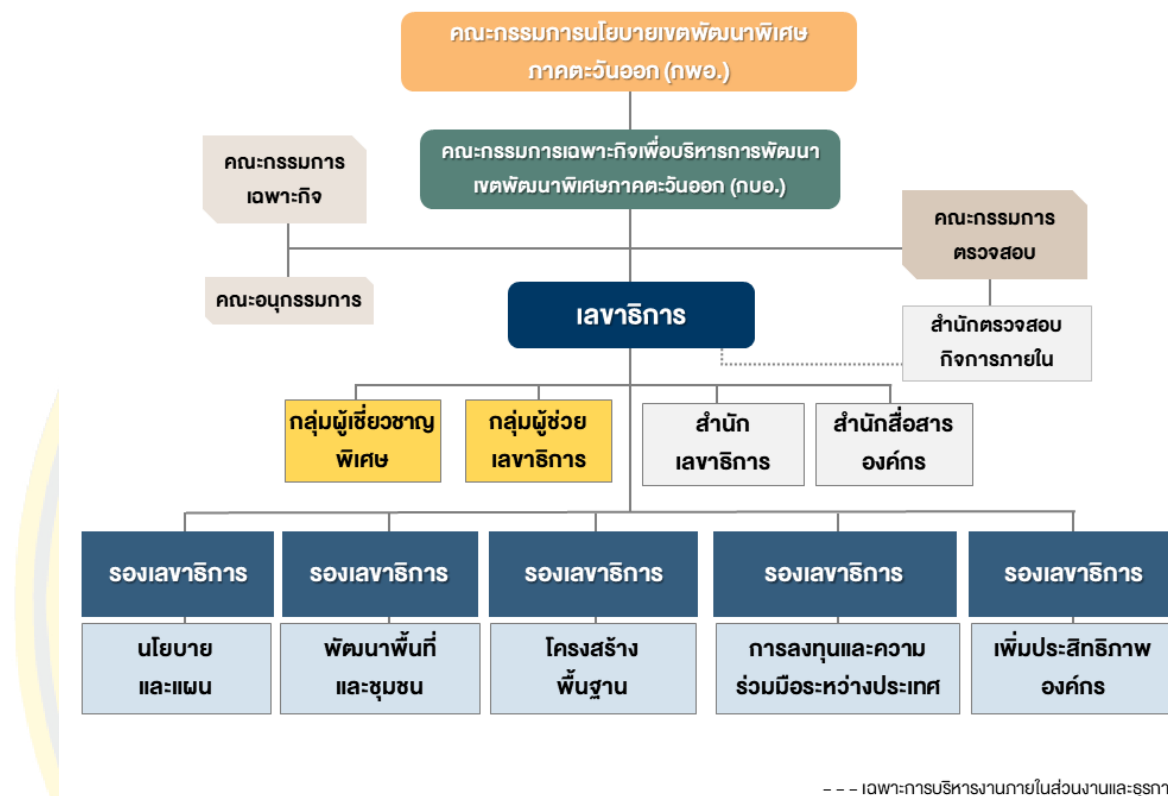 คณะกรรมการนโยบายเขตพัฒนาพิเศษ
ภาคตะวันออก (กพอ.)
คณะกรรมการเฉพาะกิจเพื่อบริหารการพัฒนา
เขตพัฒนาพิเศษภาคตะวันออก (กบอ.)
คณะกรรมการ
เฉพาะกิจ
คณะกรรมการ
ตรวจสอบ
คณะอนุกรรมการ
เลขาธิการ
สำนักตรวจสอบ
กิจการภายใน
กลุ่มผู้เชี่ยวชาญ
พิเศษ
กลุ่มผู้ช่วย
เลขาธิการ
สำนัก
เลขาธิการ
สำนักสื่อสาร
องค์กร
รองเลขาธิการ
รองเลขาธิการ
รองเลขาธิการ
รองเลขาธิการ
รองเลขาธิการ
นโยบาย
และแผน
พัฒนาพื้นที่
และชุมชน
โครงสร้าง
พื้นฐาน
การลงทุนและความ
ร่วมมือระหว่างประเทศ
เพิ่มประสิทธิภาพ
องค์กร
--- เฉพาะการบริหารงานภายในส่วนงานและธุรกา